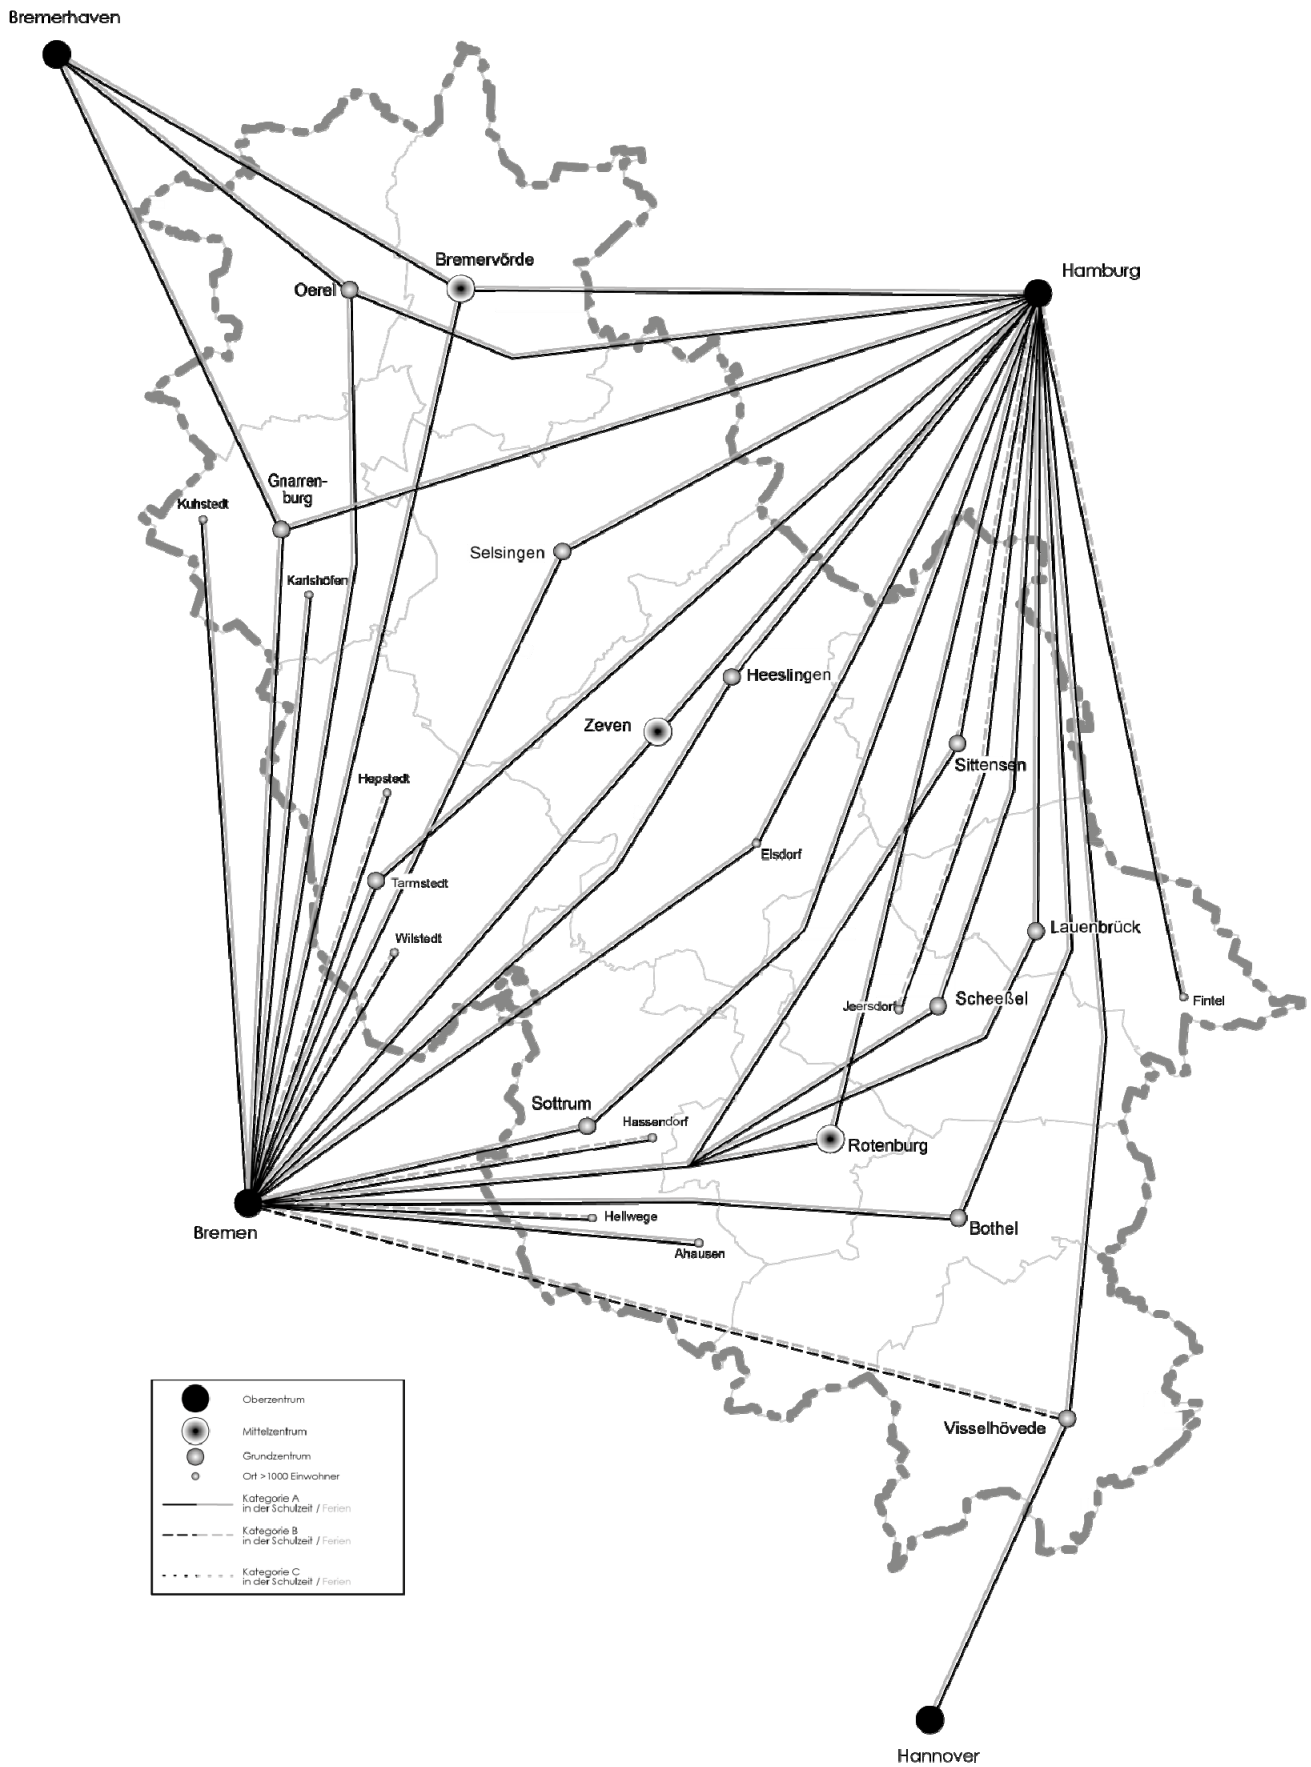 Bremerhaven
Bremervörde
Hamburg
Oerel
Gnarren-
burg
Kuhstedt
Selsingen
Karlshöfen
Heeslingen
Zeven
Sittensen
Hepstedt
Elsdorf
Tarmstedt
Lauenbrück
Wilstedt
Scheeßel
Fintel
Jeersdorf
Sottrum
Hassendorf
Rotenburg
Hellwege
Bothel
Bremen
Ahausen
Visselhövede
Oberzentrum
Mittelzentrum
Grundzentrum
Ort >1000 Einwohner
Kategorie A
in der Schulzeit / Ferien
Kategorie B
in der Schulzeit / Ferien
Kategorie C
in der Schulzeit / Ferien
Hannover